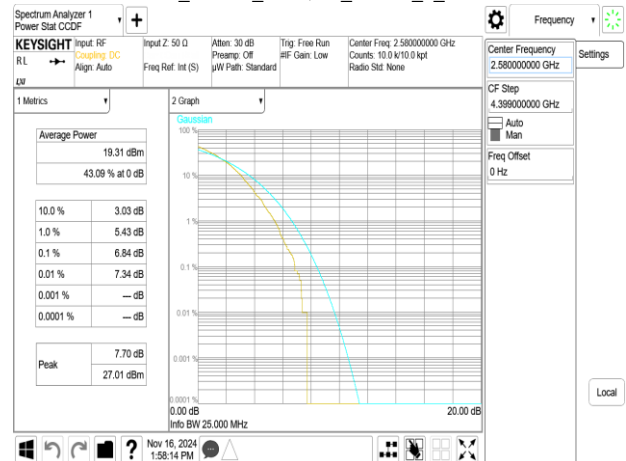 Spectrum Analyzer 1
Power Stat CCDF
Frequency
KEYSIGHT
RL
LXI
Input: RF
Coupling: DC
Align: Auto
Input Z: 50 Ω
Freq Ref: Int (S)
Atten: 30 dB
Preamp: Off
µW Path: Standard
Trig: Free Run
#IF Gain: Low
Center Freq: 2.580000000 GHz
Counts: 10.0 k/10.0 kpt
Radio Std: None
Center Frequency
2.580000000 GHz
Settings
CF Step
4.399000000 GHz
Auto
Man
Freq Offset
0 Hz
1 Metrics
2 Graph
Average Power
19.31 dBm
43.09 % at 0 dB
10.0 % 3.03 dB
1.0 % 5.43 dB
0.1 % 6.84 dB
0.01 % 7.34 dB
0.001 % --- dB
0.0001 % --- dB
Peak
7.70 dB
27.01 dBm
Gaussian
100 %
10 %
1 %
0.1 %
0.01 %
0.001 %
0.0001 %
0.00 dB 20.00 dB
Info BW 25.000 MHz
Local
?
Nov 16, 2024
1:58:14 PM